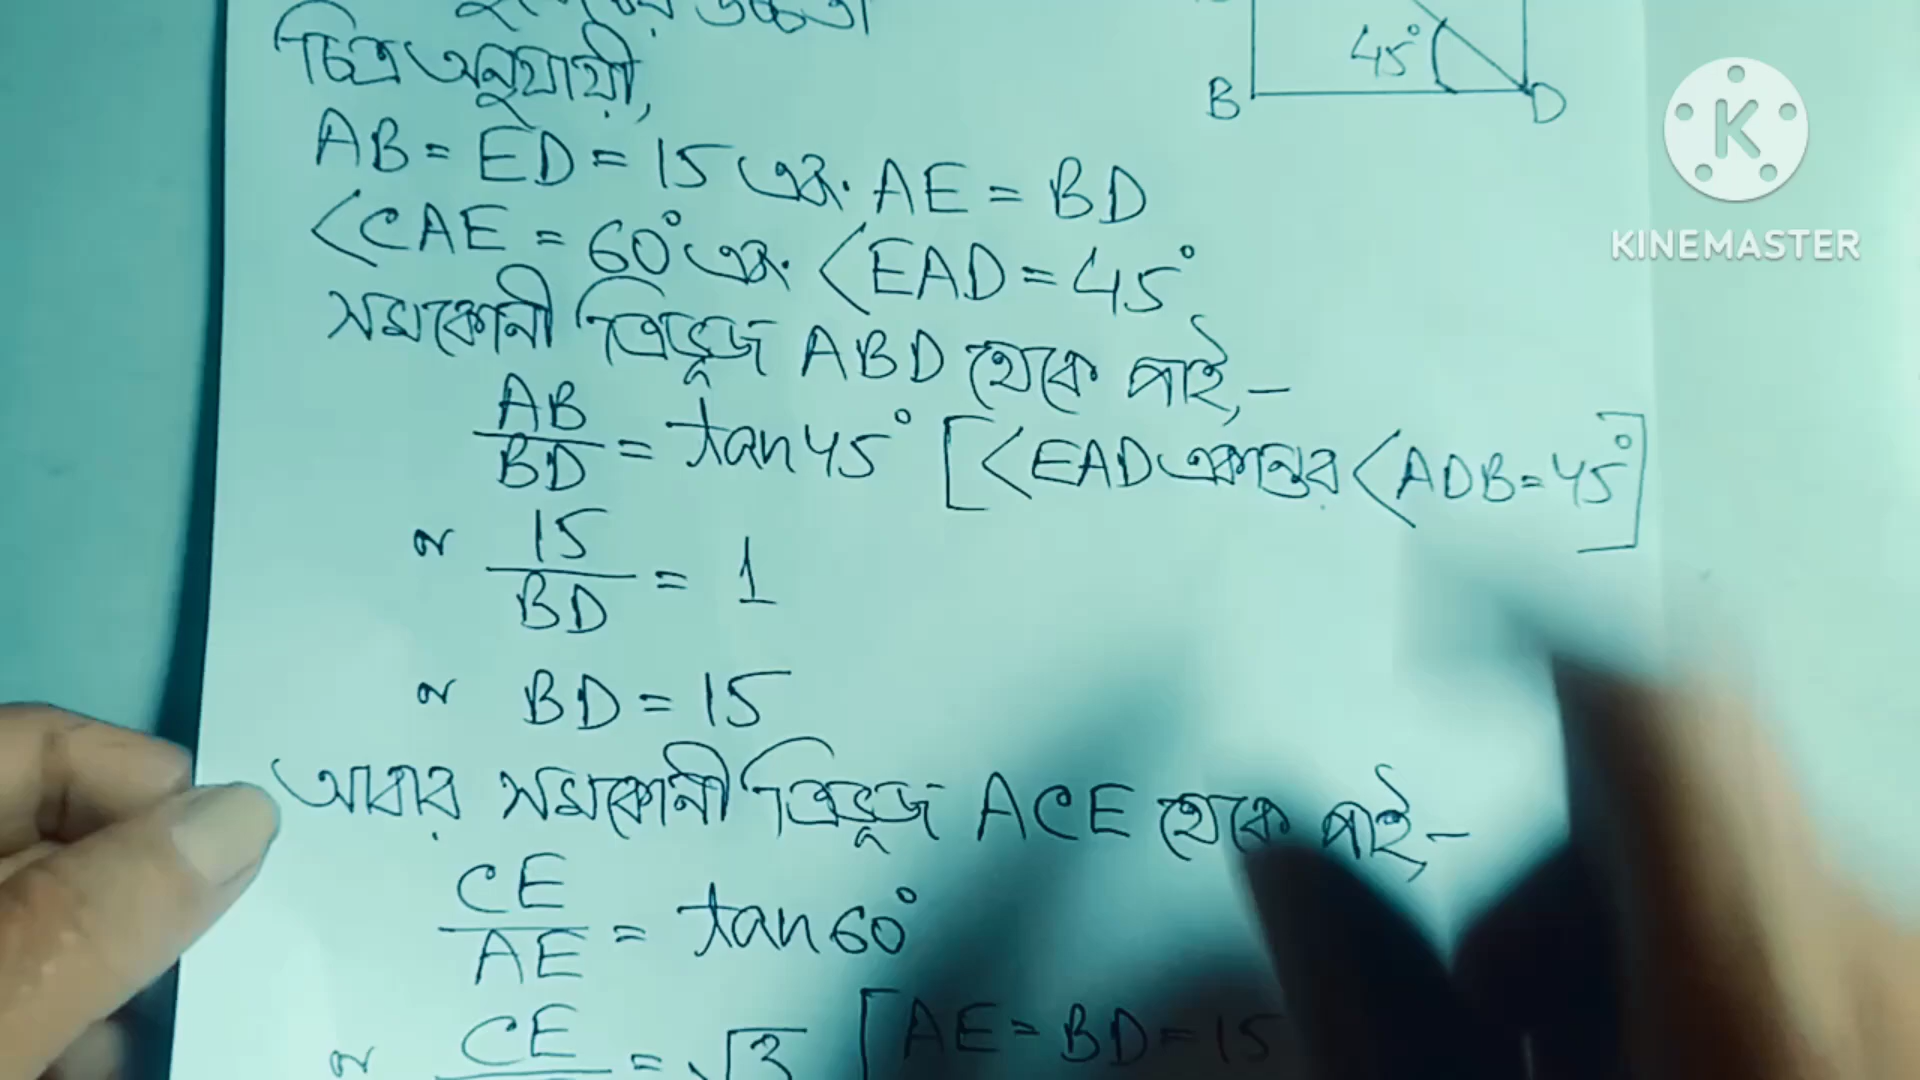 উচ্চতা
চিত্র অনুযায়ী,
AB = ED = 15 এবং AE = BD
<CAE = 60° এবং <EAD = 45°
সমকোনী ত্রিভূজ ABD থেকে পাই,–
AB/BD = tan45° [<EAD একান্তর <ADB = 45°]
বা 15/BD = 1
বা BD = 15
আবার সমকোনী ত্রিভূজ ACE থেকে পাই,–
CE/AE = tan60°
বা CE = √3 [AE = BD = 15
45°
B D
K
KINEMASTER